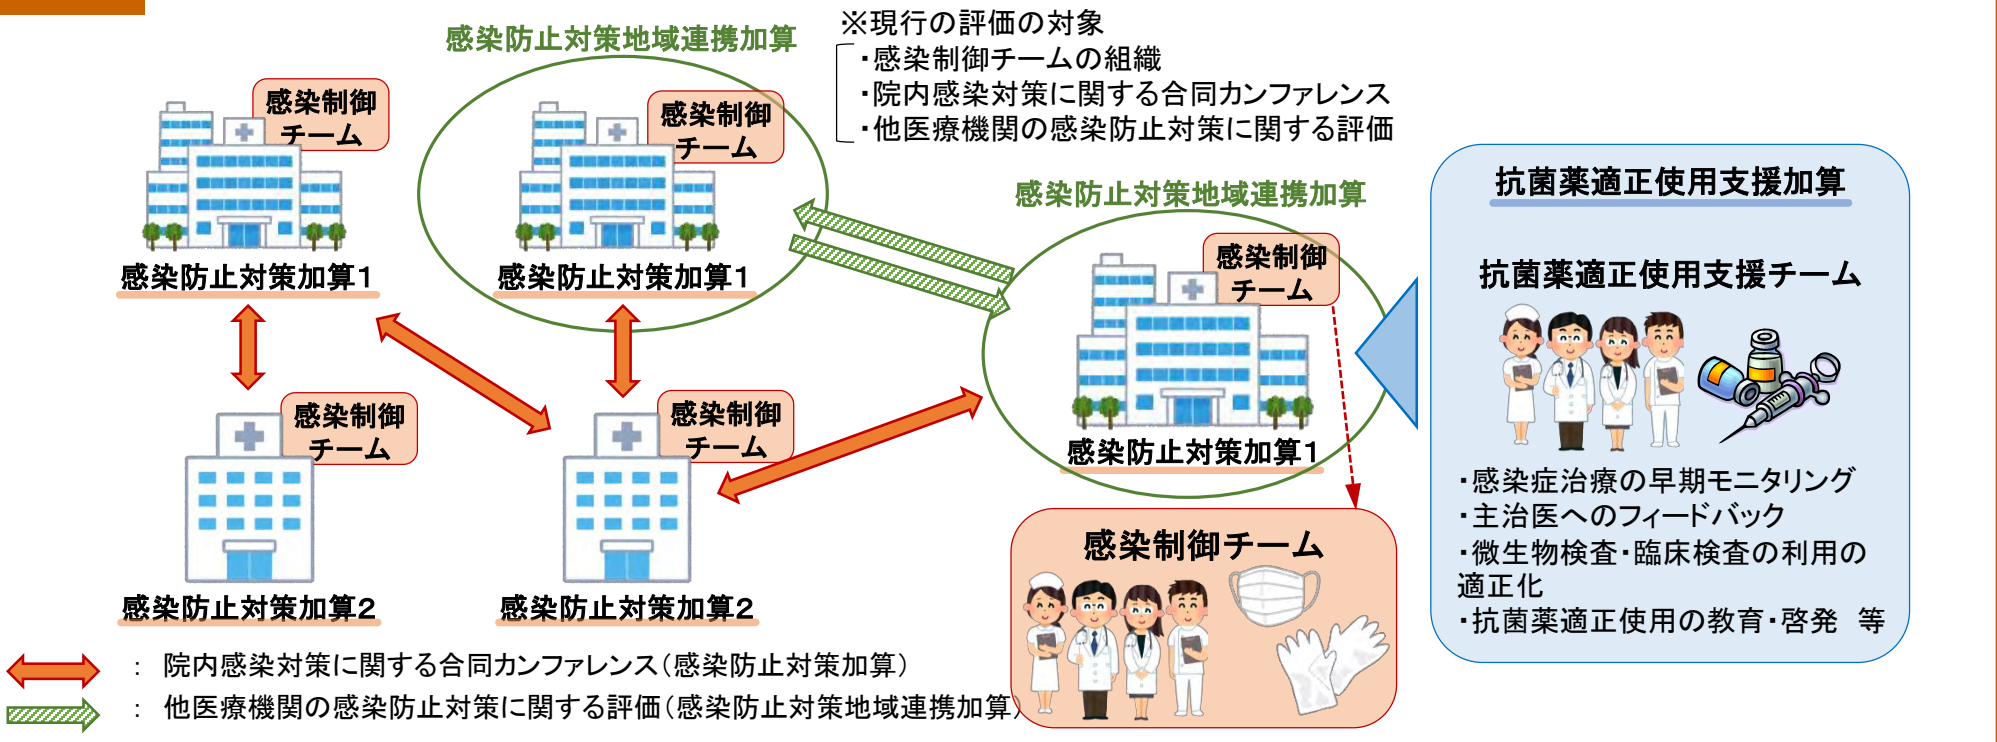 感染防止対策地域連携加算
※現行の評価の対象
・感染制御チームの組織
・院内感染対策に関する合同カンファレンス
・他医療機関の感染防止対策に関する評価
感染制御
チーム
感染制御
チーム
感染防止対策加算1
感染防止対策加算1
感染防止対策地域連携加算
感染制御
チーム
感染防止対策加算1
感染制御
チーム
感染制御
チーム
感染防止対策加算2
感染防止対策加算2
感染制御チーム
抗菌薬適正使用支援加算
抗菌薬適正使用支援チーム
・感染症治療の早期モニタリング
・主治医へのフィードバック
・微生物検査・臨床検査の利用の
適正化
・抗菌薬適正使用の教育・啓発　等
： 院内感染対策に関する合同カンファレンス（感染防止対策加算）
： 他医療機関の感染防止対策に関する評価（感染防止対策地域連携加算）